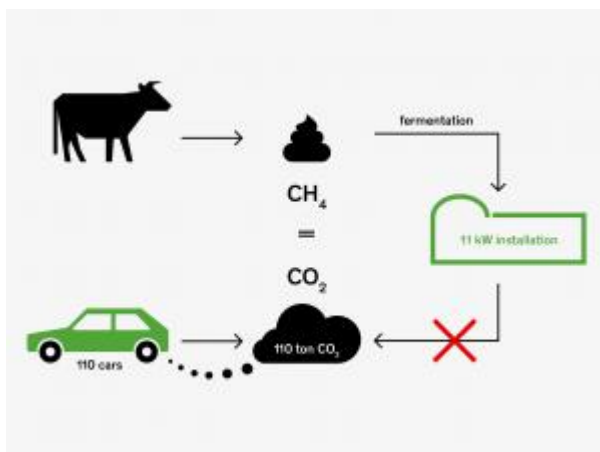 fermentation
CH₄
=
CO₂
11 kW installation
110 ton CO₂
110 cars